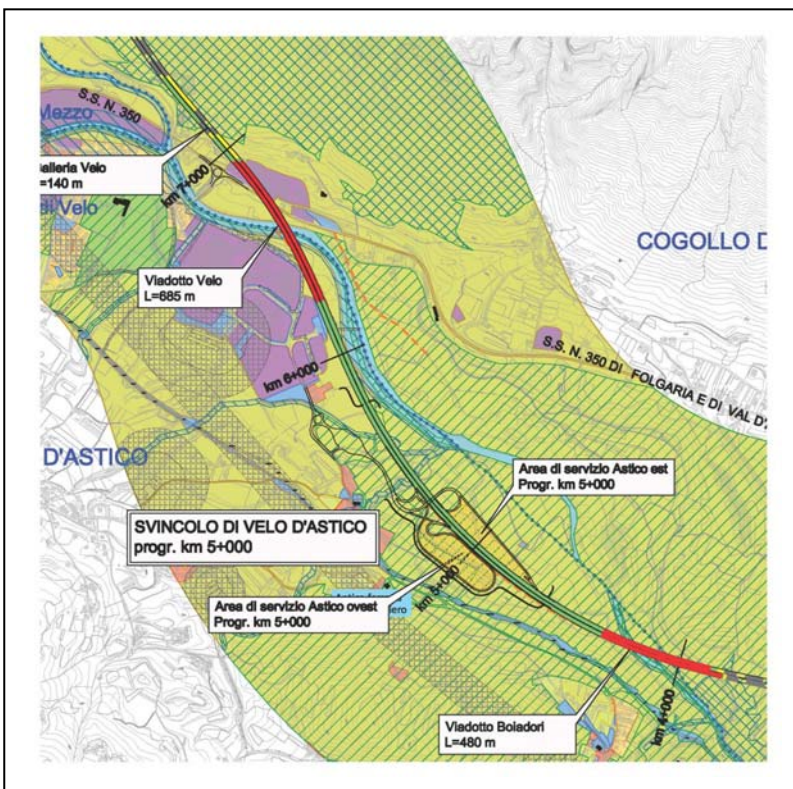 S.S. N. 350
Mezzo
Galleria Velo
L=140 m
km 7+000
di Velo
COGOLLO D
Viadotto Velo
L=685 m
km 6+000
S.S. N. 350 DI FOLGARIA E DI VAL D'
D'ASTICO
Area di servizio Astico est
Progr. km 5+000
SVINCOLO DI VELO D'ASTICO
progr. km 5+000
km 5+000
Area di servizio Astico ovest
Progr. km 5+000
Viadotto Boiadori
L=480 m
km 4+000